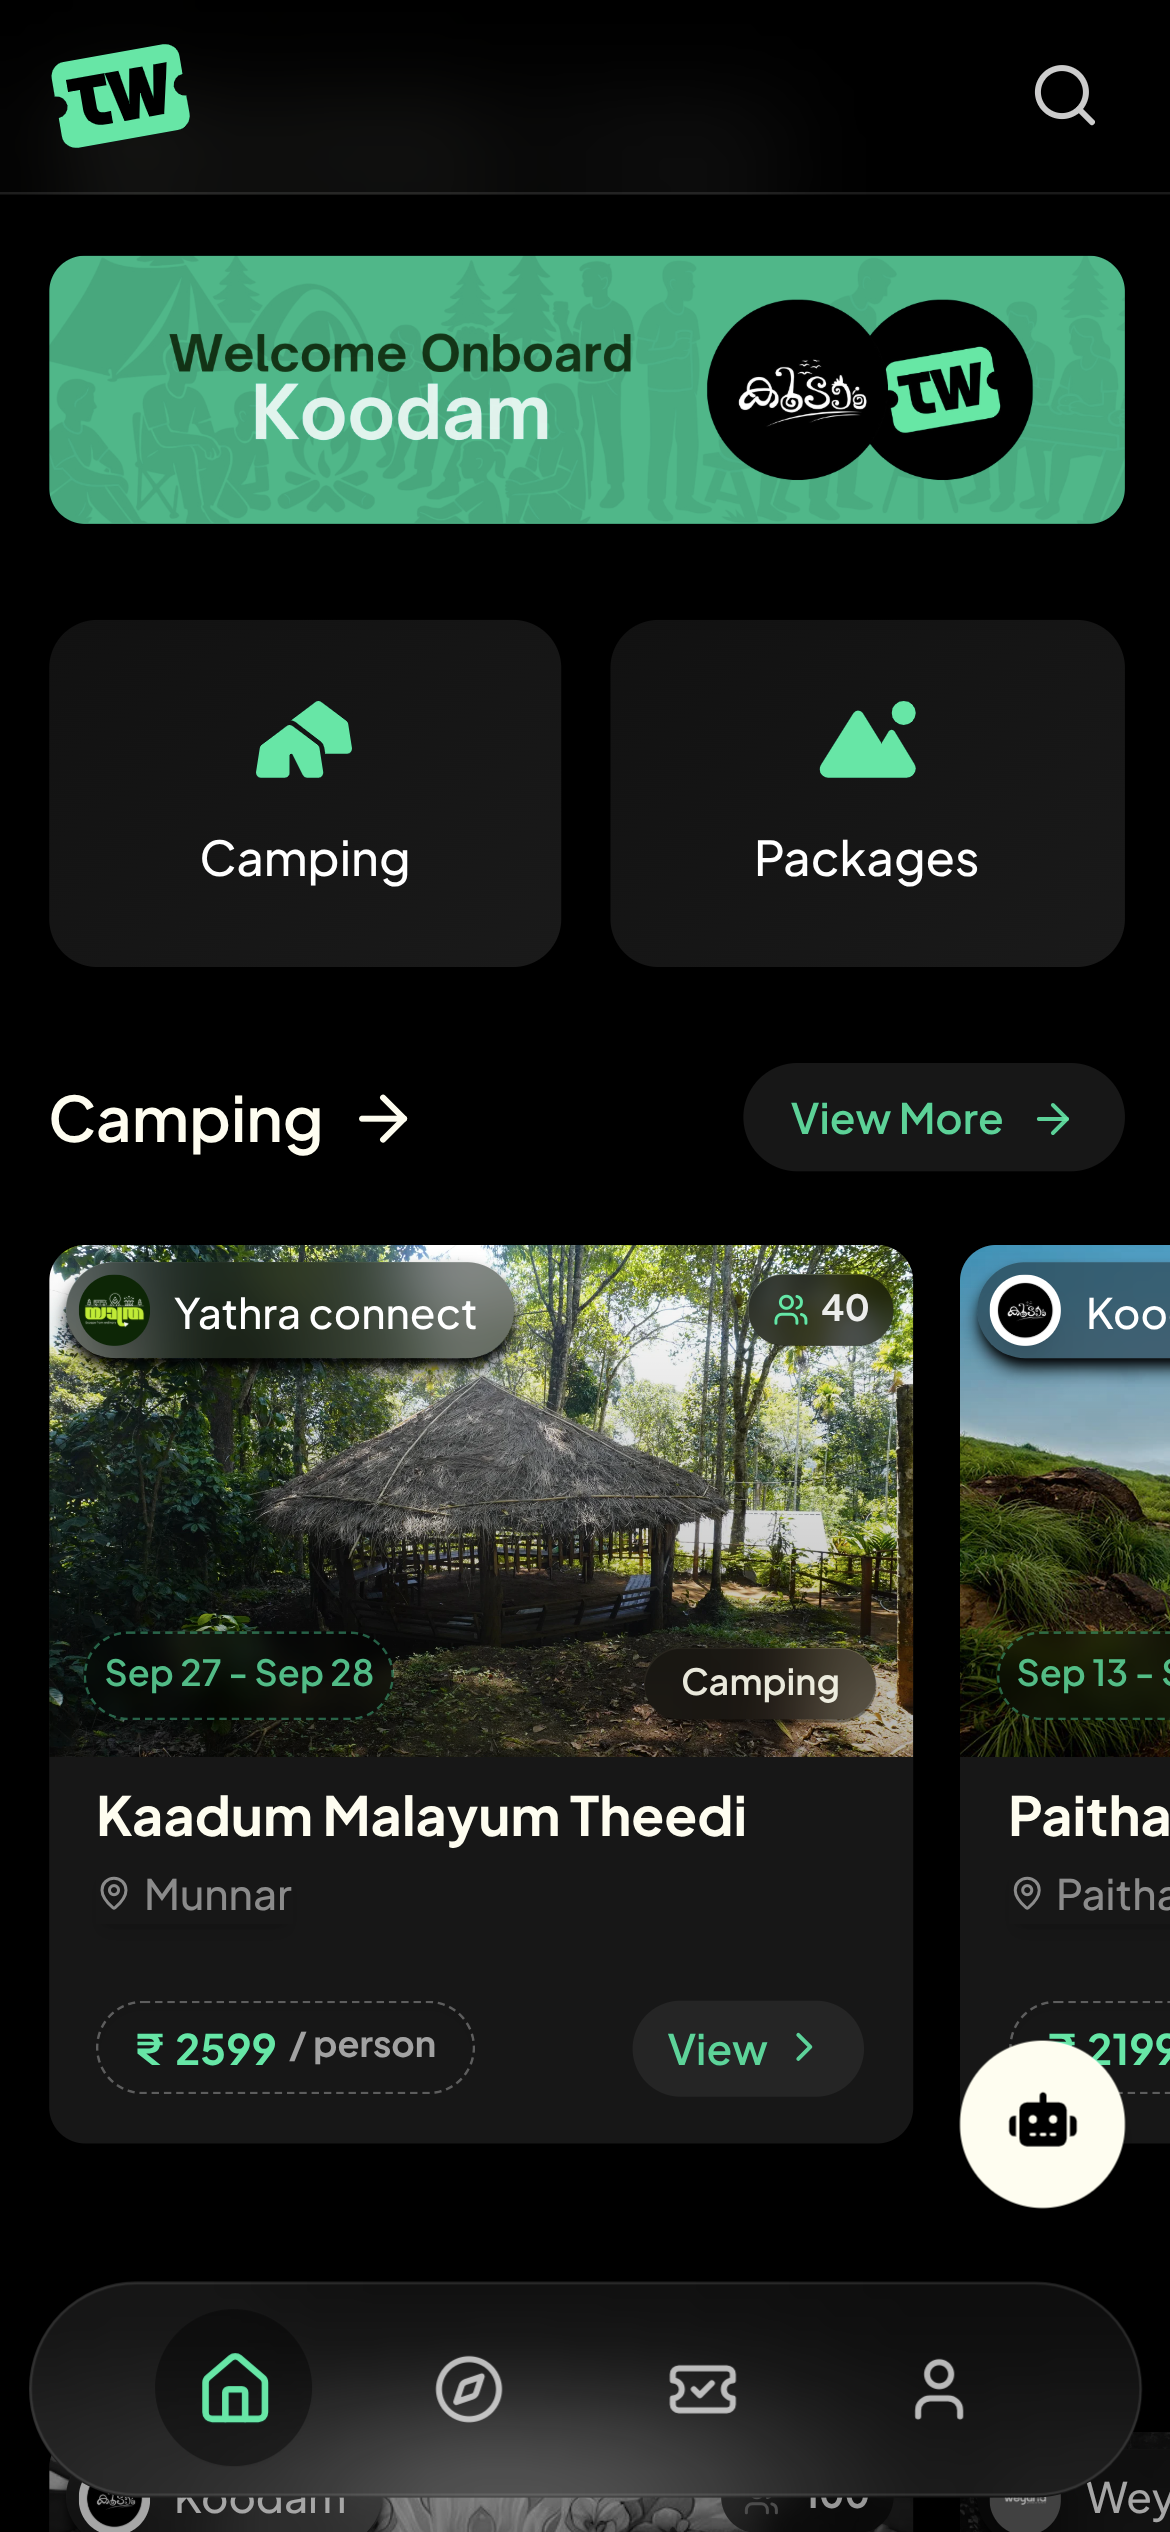 TW
Welcome Onboard
Koodam
കൂടാം
TW
Camping
Packages
Camping
View More
യാത്ര
Yathra connect
40
കൂടാം
Koo
Sep 27 - Sep 28
Camping
Sep 13 - S
Kaadum Malayum Theedi
Paitha
Munnar
Paitha
₹ 2599 / person
View
₹ 2199
Koodam
100
weyond
Wey